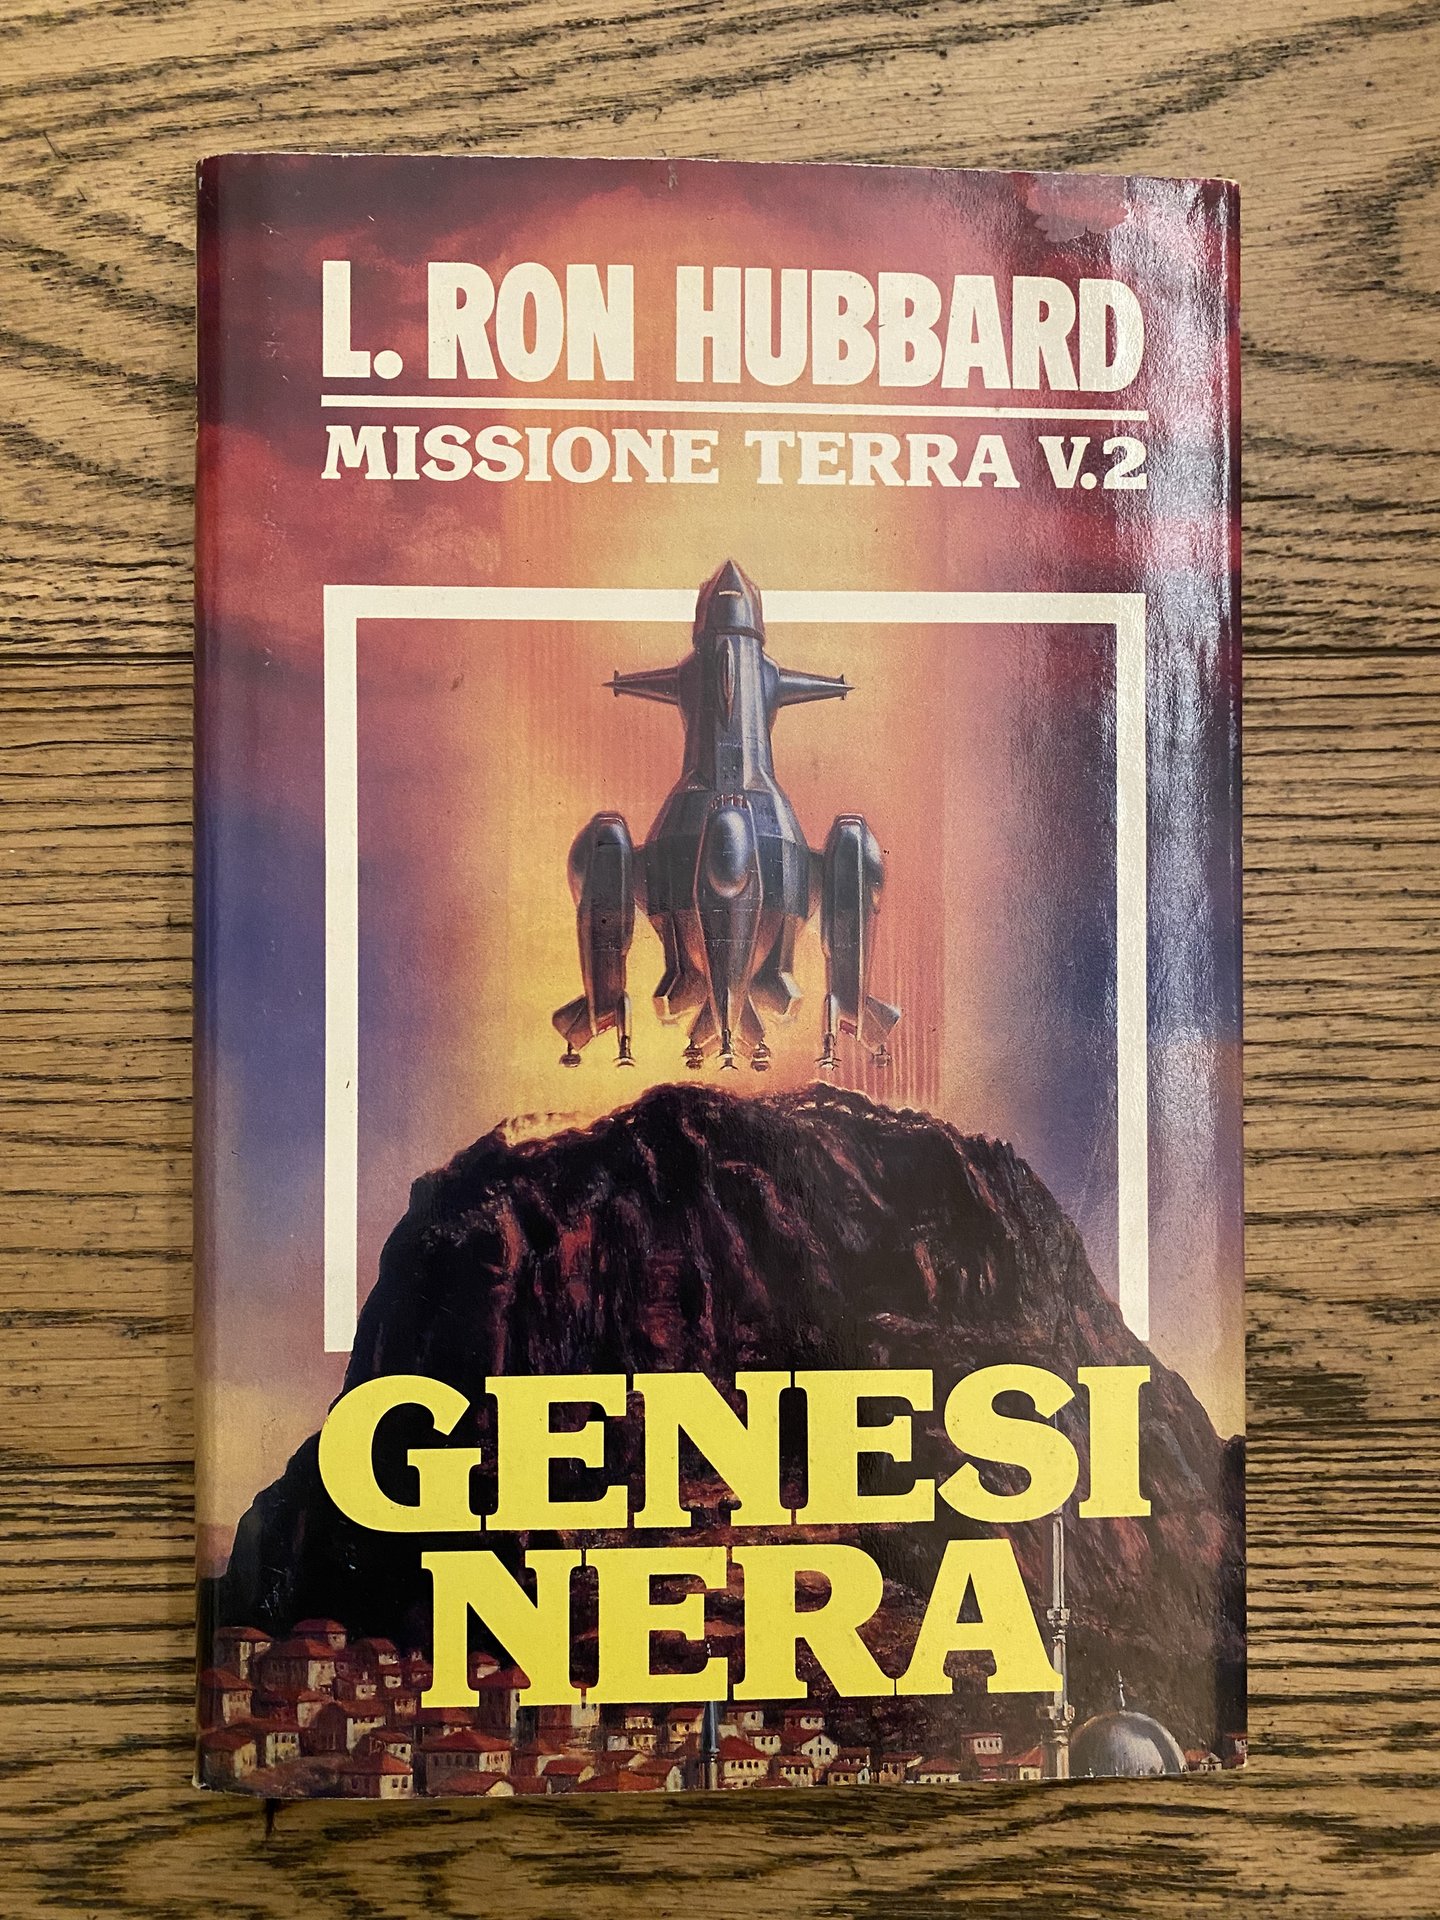 L. RON HUBBARD
MISSIONE TERRA V.2
GENESI
NERA